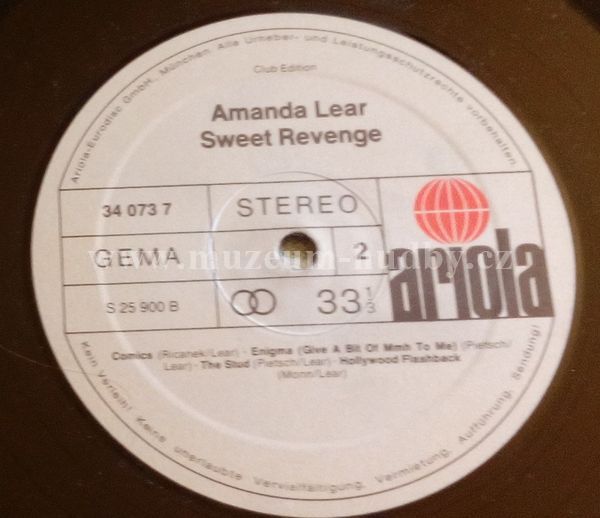 Ariola-Eurodisc GmbH, München. Alle Urheber- und Leistungsschutzrechte vorbehalten.
Club Edition
Amanda Lear
Sweet Revenge
34 073 7
STEREO
GEMA
2
ariola
S 25 900 B
33 1/3
Comics (Ricanek/Lear) · Enigma (Give A Bit Of Mmh To Me) (Pietsch/
Lear) · The Stud (Pietsch/Lear) · Hollywood Flashback
(Monn/Lear)
Kein Verleih! Keine unerlaubte Vervielfältigung, Vermietung, Aufführung, Sendung!
www.muzeum-hudby.cz